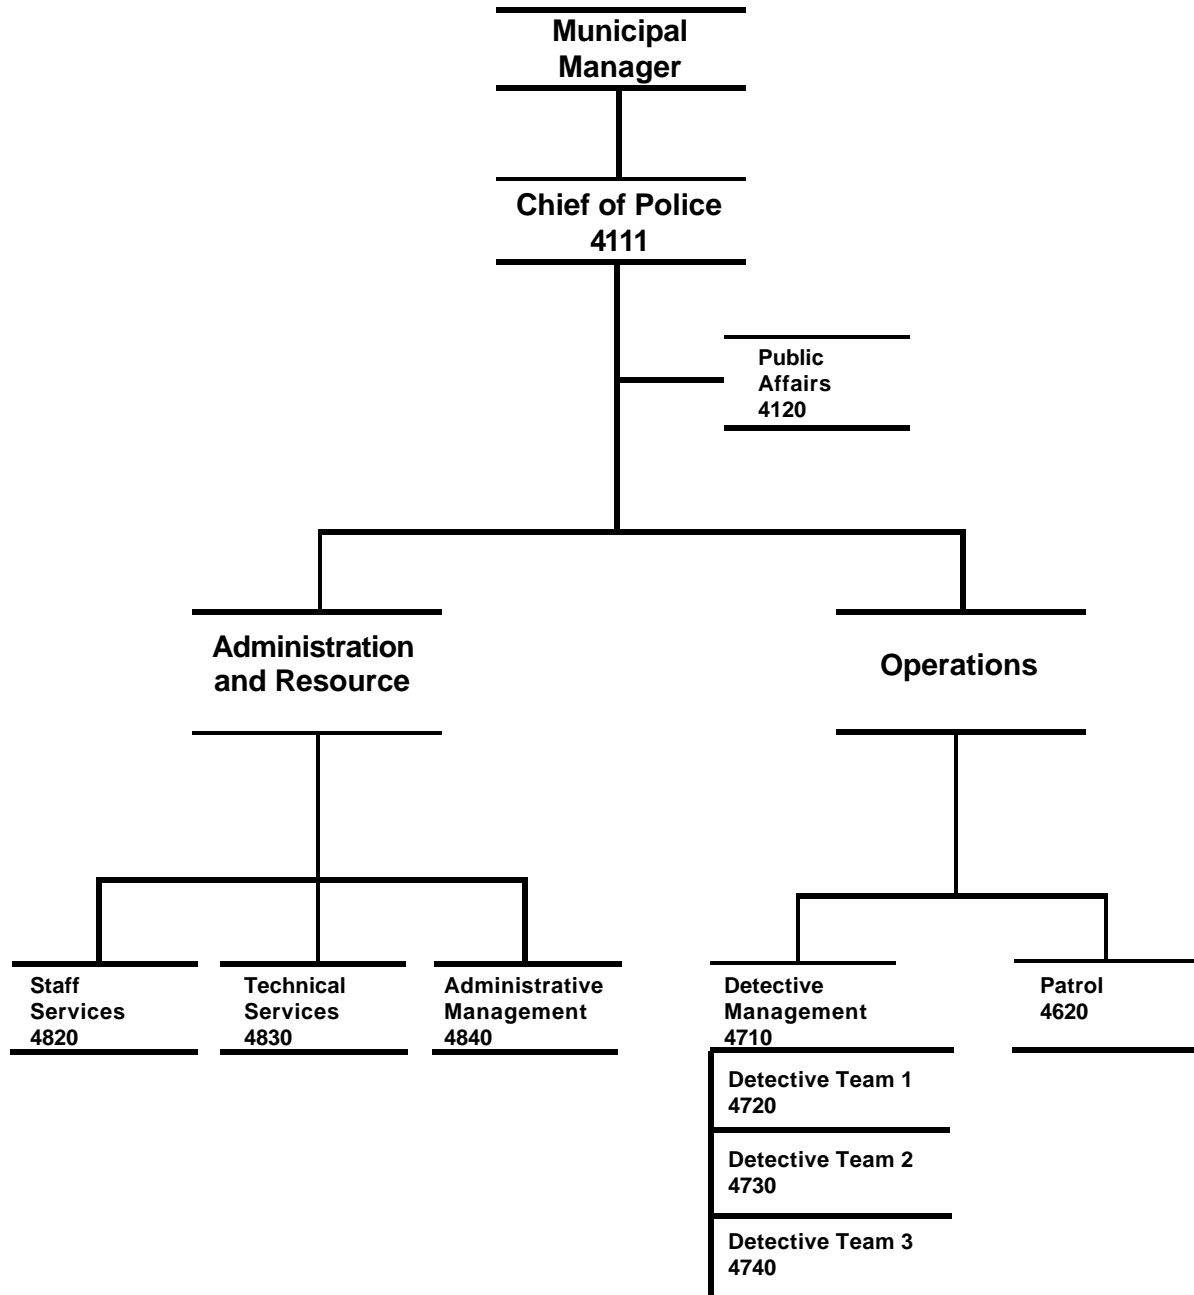 Municipal
Manager
Chief of Police
4111
Public
Affairs
4120
Administration
and Resource
Operations
Staff
Services
4820
Technical
Services
4830
Administrative
Management
4840
Detective
Management
4710
Patrol
4620
Detective Team 1
4720
Detective Team 2
4730
Detective Team 3
4740